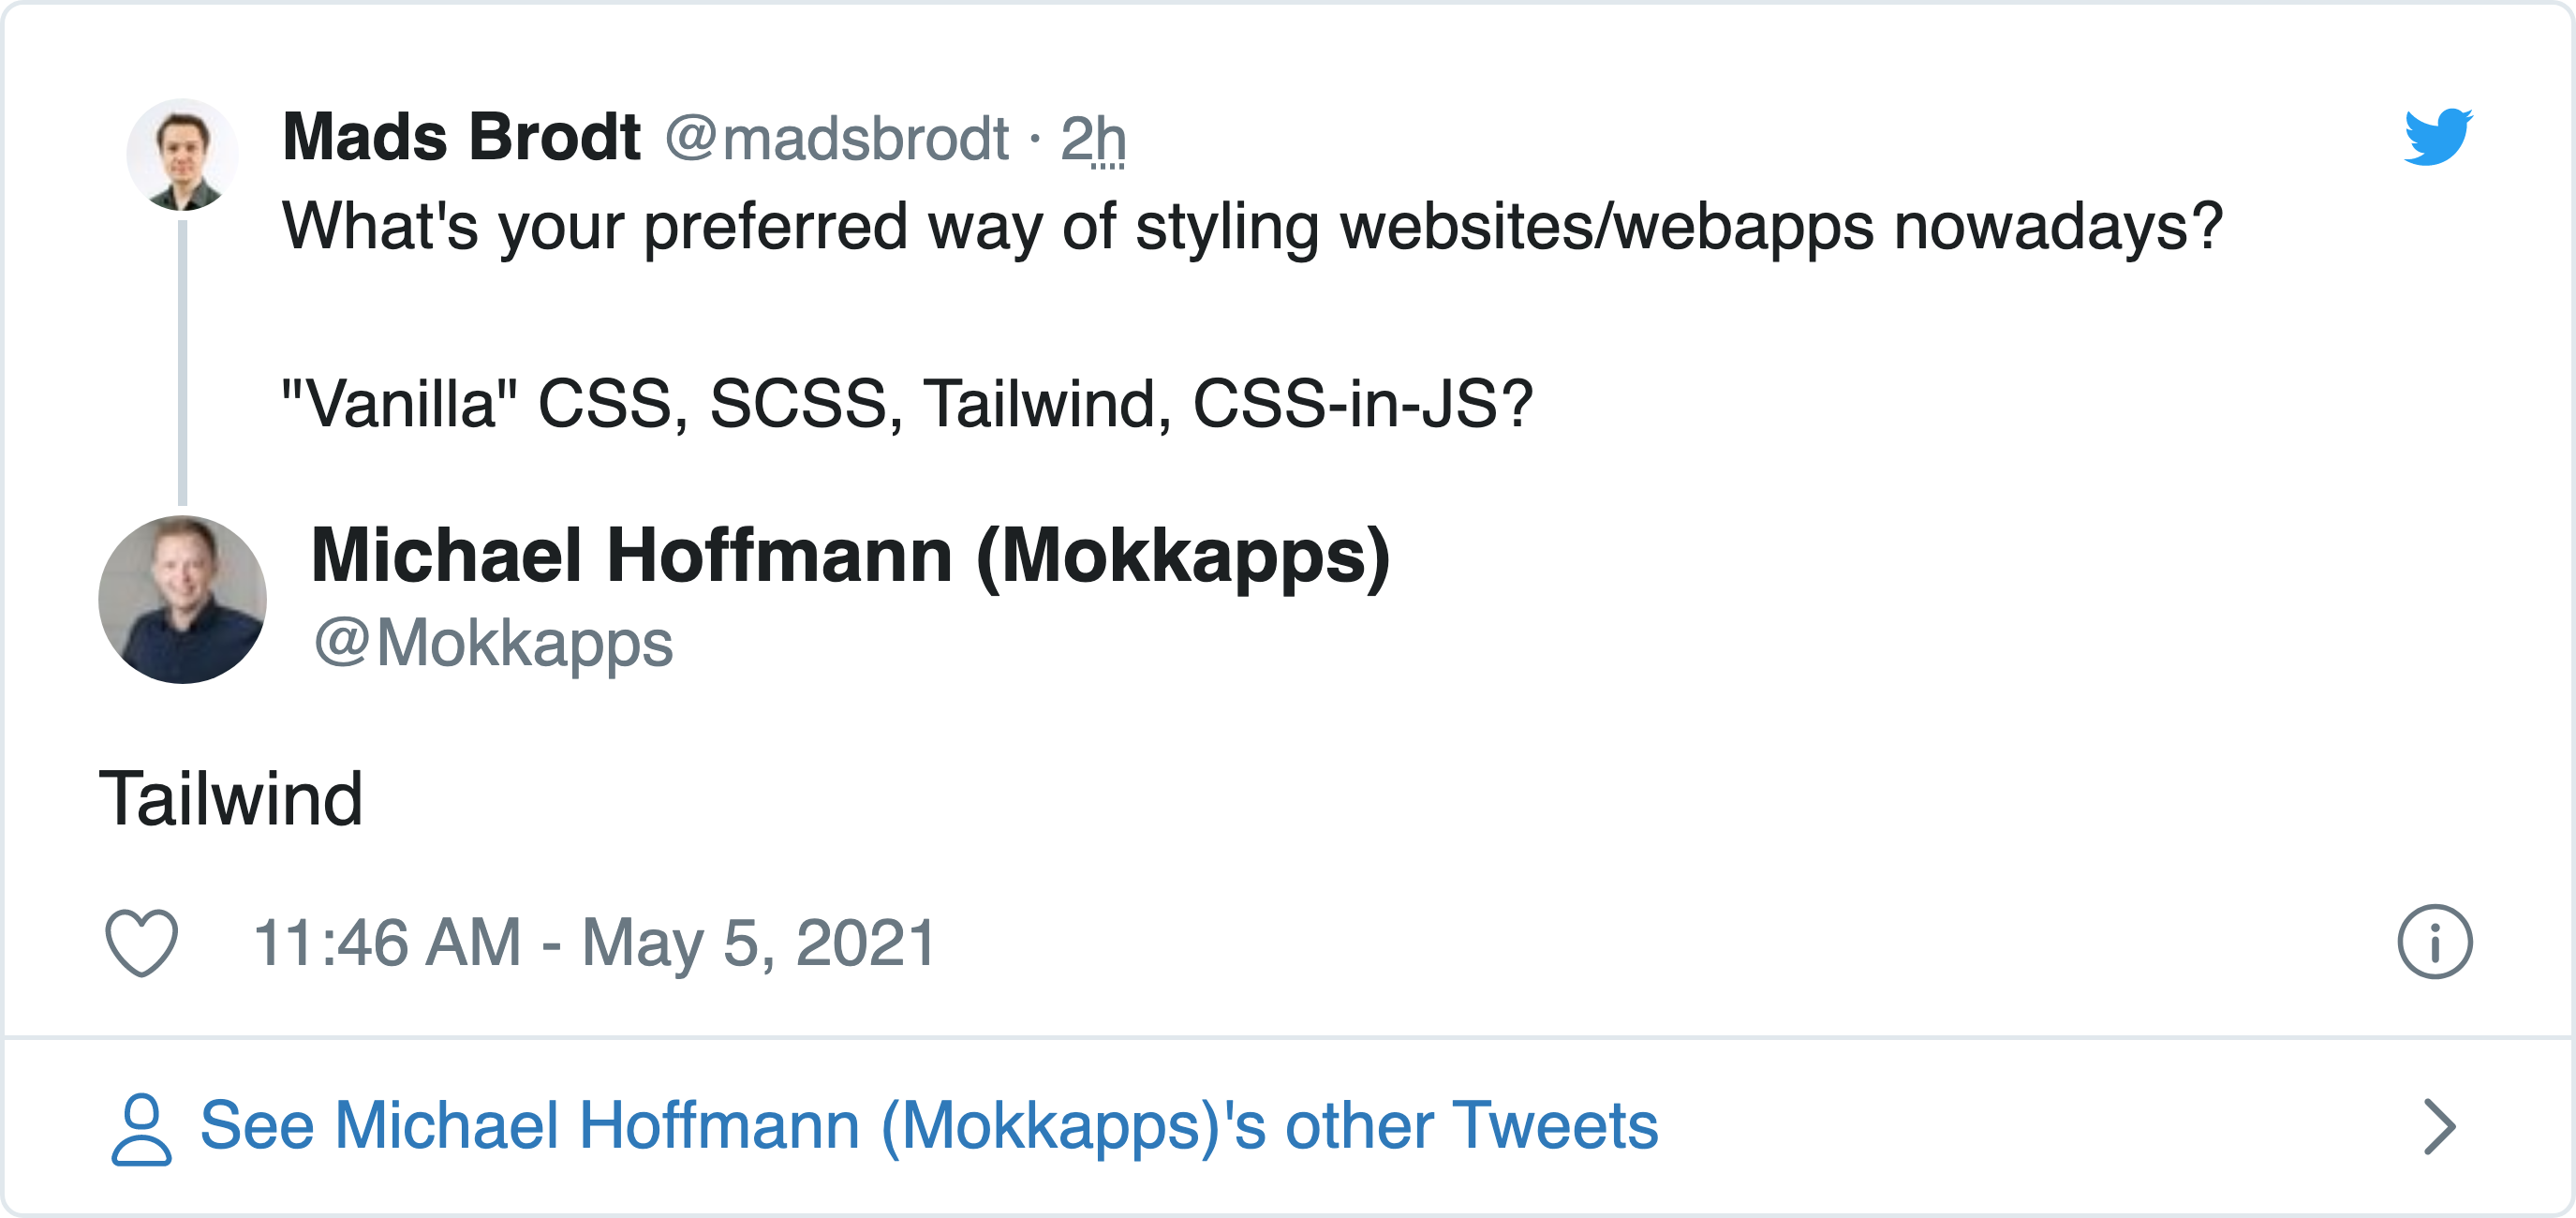 Mads Brodt @madsbrodt · 2h
What's your preferred way of styling websites/webapps nowadays?
"Vanilla" CSS, SCSS, Tailwind, CSS-in-JS?
Michael Hoffmann (Mokkapps)
@Mokkapps
Tailwind
11:46 AM - May 5, 2021
See Michael Hoffmann (Mokkapps)'s other Tweets